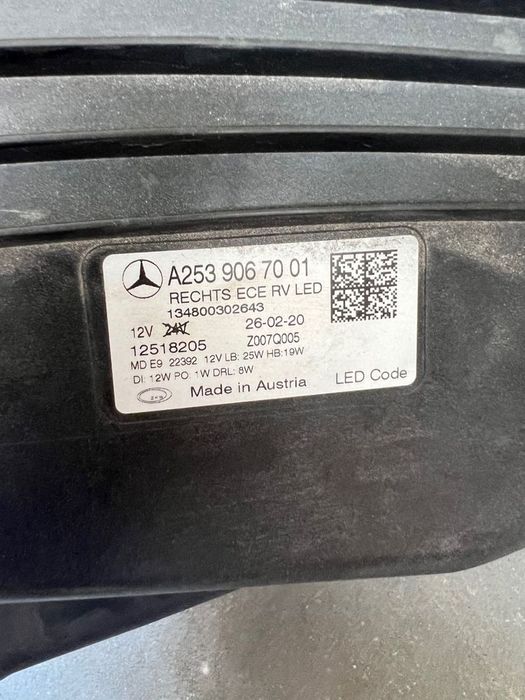 A253 906 70 01
RECHTS ECE RV LED
134800302643
12V 24V 26-02-20
12518205 Z007Q005
MD E9 22392 12V LB: 25W HB:19W
DI: 12W PO: 1W DRL: 8W
Made in Austria LED Code